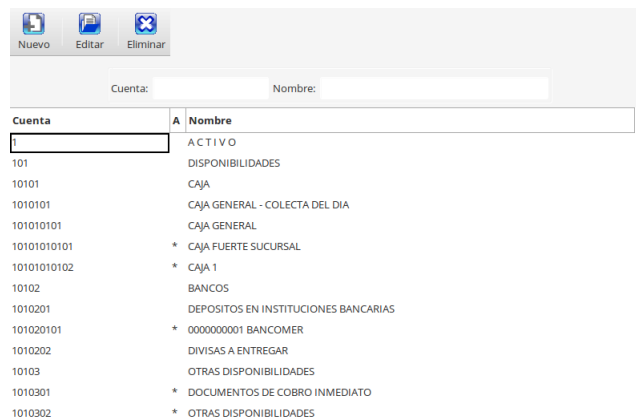 Nuevo Editar Eliminar
Cuenta: Nombre:
Cuenta A Nombre
1 A C T I V O
101 DISPONIBILIDADES
10101 CAJA
1010101 CAJA GENERAL - COLECTA DEL DIA
101010101 CAJA GENERAL
10101010101 * CAJA FUERTE SUCURSAL
10101010102 * CAJA 1
10102 BANCOS
1010201 DEPOSITOS EN INSTITUCIONES BANCARIAS
101020101 * 0000000001 BANCOMER
1010202 DIVISAS A ENTREGAR
10103 OTRAS DISPONIBILIDADES
1010301 * DOCUMENTOS DE COBRO INMEDIATO
1010302 * OTRAS DISPONIBILIDADES